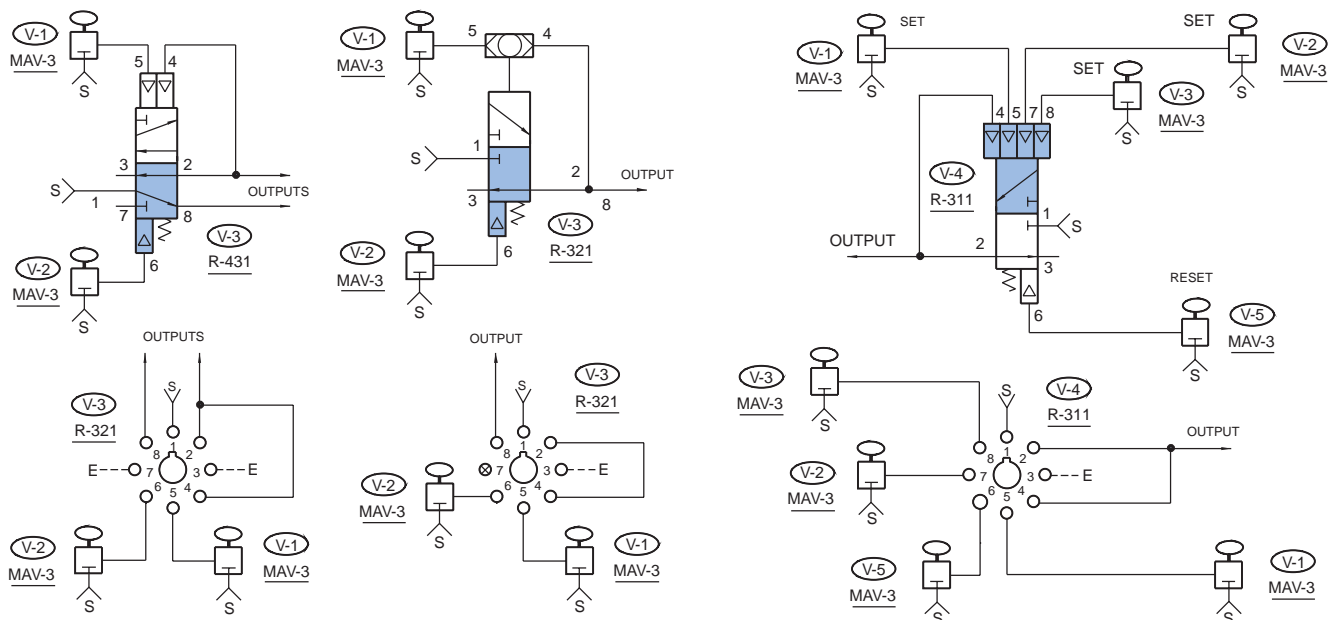 V-1
MAV-3
S
5 4
3 2
S
1
7 8
OUTPUTS
V-3
R-431
6
V-2
MAV-3
S
V-1
MAV-3
S
5 4
S
1
2
OUTPUT
3
8
V-3
R-321
6
V-2
MAV-3
S
SET
V-1
MAV-3
S
SET
V-2
MAV-3
S
SET
V-3
MAV-3
S
4 5 7 8
V-4
R-311
1
S
OUTPUT
2
3
6
RESET
V-5
MAV-3
S
OUTPUTS
V-3
R-321
S
1
8 2
E 7 3 E
6 4
5
V-2
MAV-3
S
V-1
MAV-3
S
OUTPUT
V-3
R-321
S
1
8 2
7 3 E
6 4
5
V-2
MAV-3
S
V-1
MAV-3
S
V-3
MAV-3
S
V-4
R-311
S
OUTPUT
1
8 2
7 3 E
6 4
5
V-2
MAV-3
S
V-5
MAV-3
S
V-1
MAV-3
S